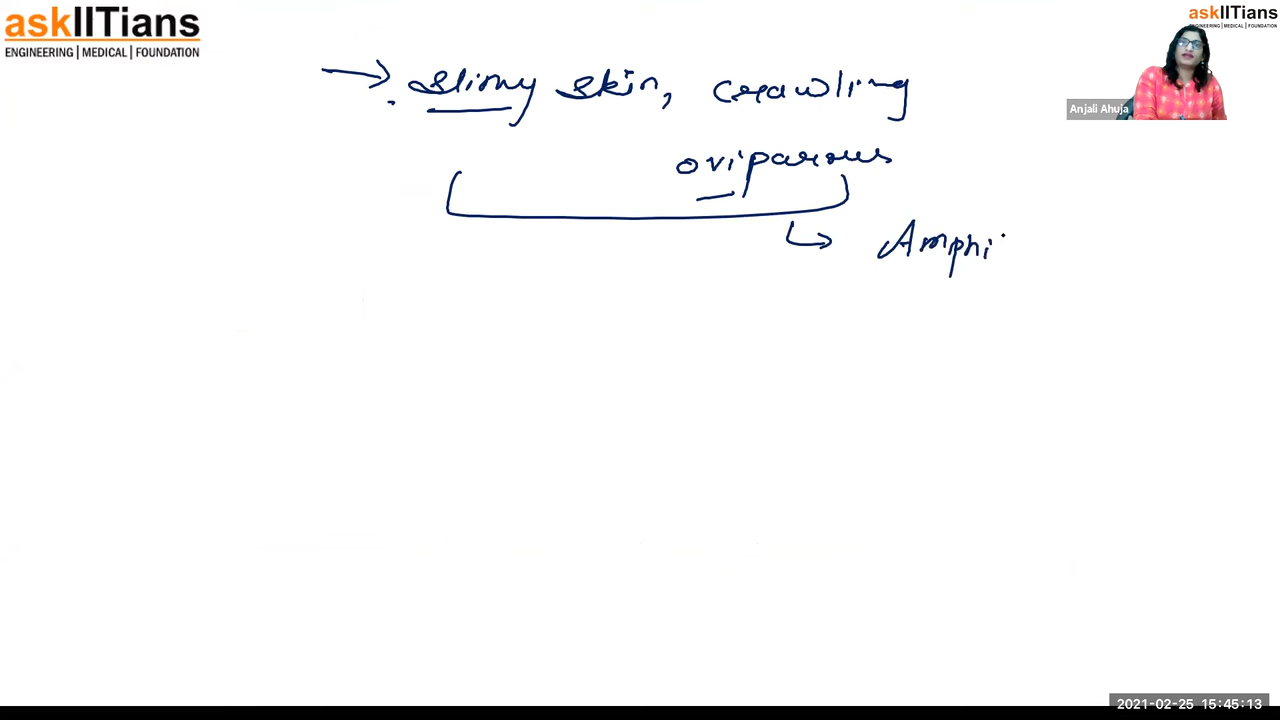 askIITians
ENGINEERING | MEDICAL | FOUNDATION
askIITians
ENGINEERING | MEDICAL | FOUNDATION
Anjali Ahuja
→ slimy skin, crawling
oviparous
↳ Amphi
2021-02-25 15:45:13